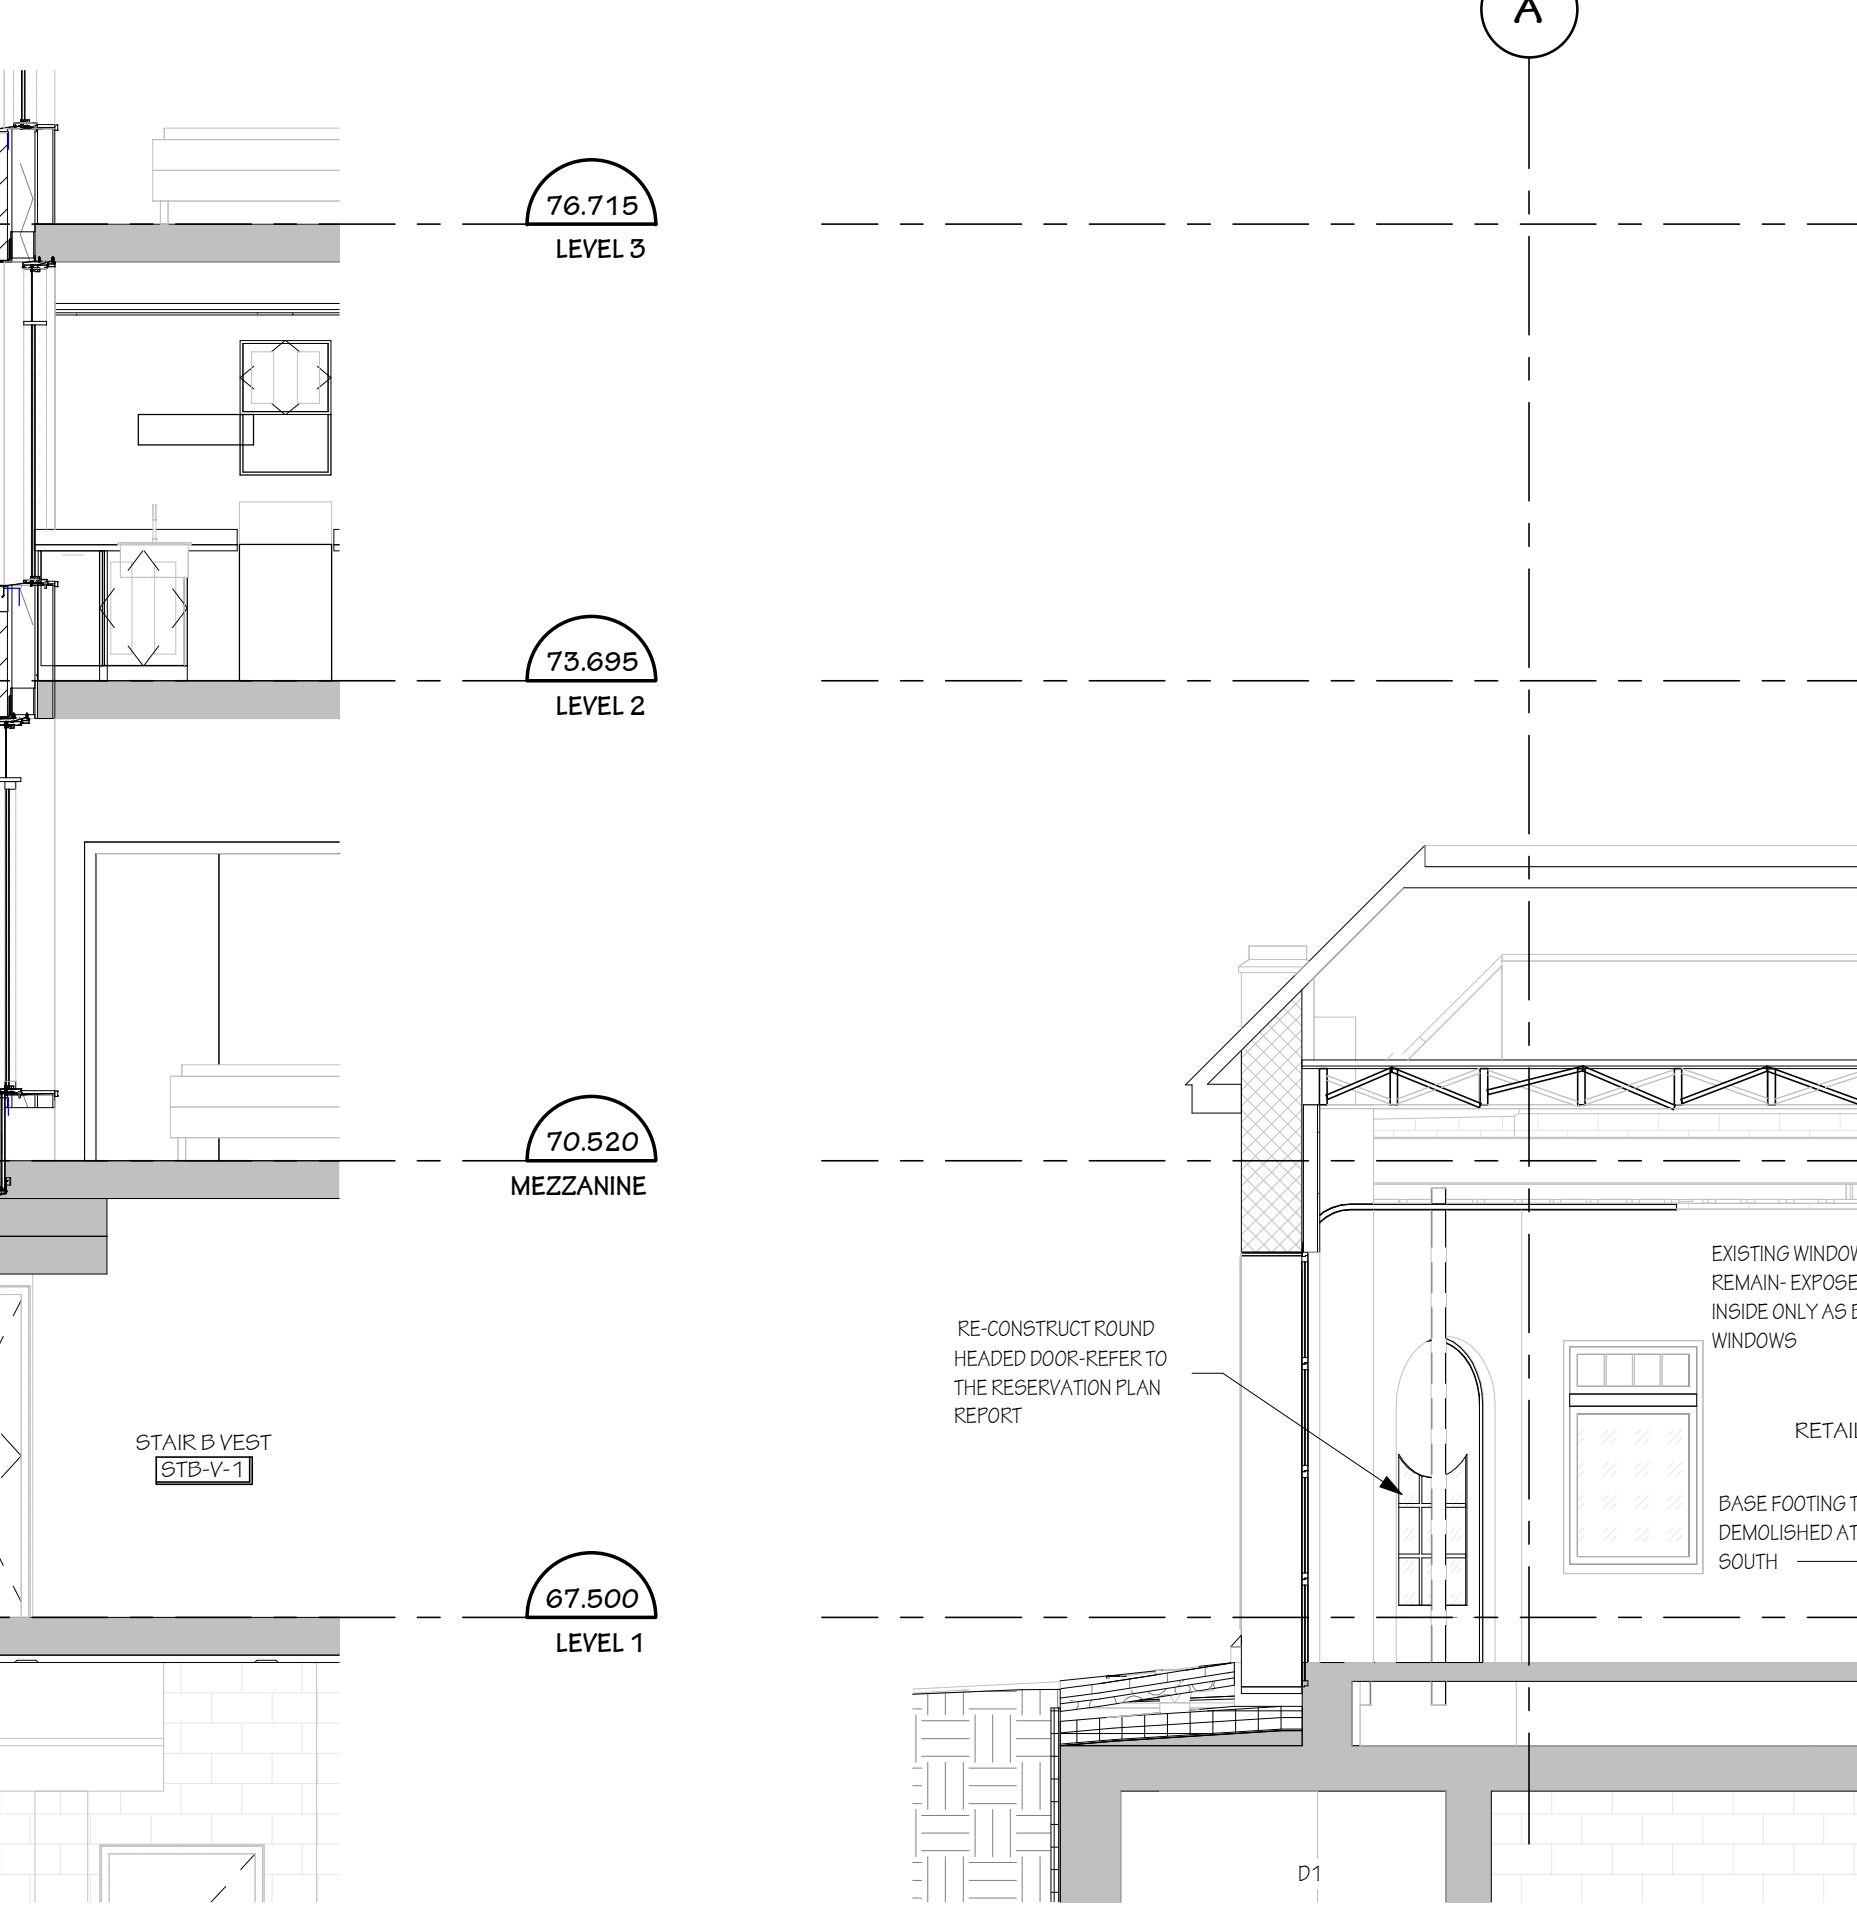 A
76.715
LEVEL 3
73.695
LEVEL 2
70.520
MEZZANINE
EXISTING WINDOW
REMAIN- EXPOSE
INSIDE ONLY AS
WINDOWS
RE-CONSTRUCT ROUND
HEADED DOOR-REFER TO
THE RESERVATION PLAN
REPORT
RETAIL
STAIR B VEST
STB-V-1
BASE FOOTING
DEMOLISHED AT
SOUTH
67.500
LEVEL 1
D1